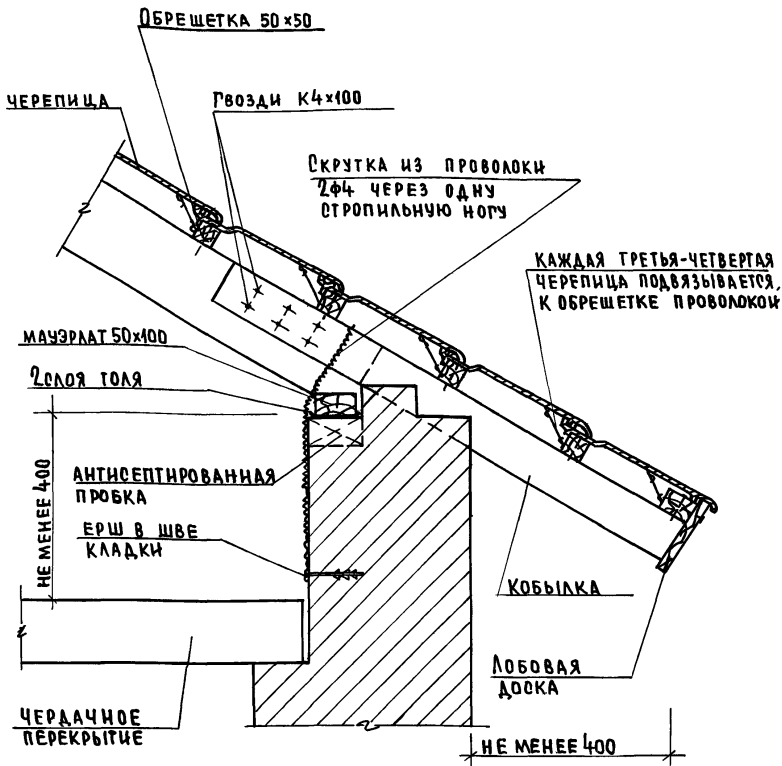 ОБРЕШЕТКА 50×50
ЧЕРЕПИЦА
ГВОЗДИ К4×100
СКРУТКА ИЗ ПРОВОЛОКИ
2ф4 ЧЕРЕЗ ОДНУ
СТРОПИЛЬНУЮ НОГУ
КАЖДАЯ ТРЕТЬЯ-ЧЕТВЕРТАЯ
ЧЕРЕПИЦА ПОДВЯЗЫВАЕТСЯ,
К ОБРЕШЕТКЕ ПРОВОЛОКОЙ
МАУЭРЛАТ 50×100
2 СЛОЯ ТОЛЯ
НЕ МЕНЕЕ 400
АНТИСЕПТИРОВАННАЯ
ПРОБКА
ЕРШ В ШВЕ
КЛАДКИ
КОБЫЛКА
ЛОБОВАЯ
ДОСКА
ЧЕРДАЧНОЕ
ПЕРЕКРЫТИЕ
НЕ МЕНЕЕ 400